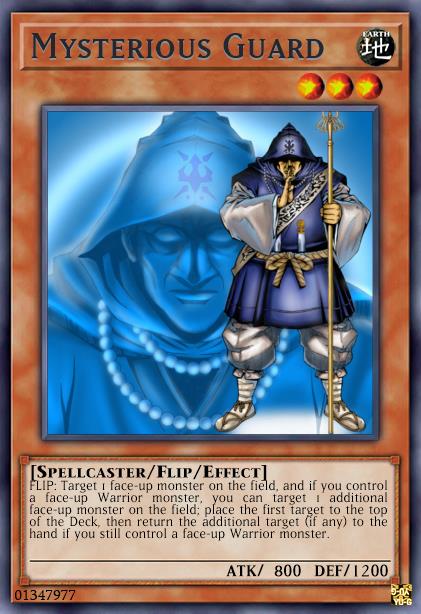 MYSTERIOUS GUARD
EARTH
地
[SPELLCASTER/FLIP/EFFECT]
FLIP: Target 1 face-up monster on the field, and if you control
a face-up Warrior monster, you can target 1 additional
face-up monster on the field; place the first target to the top
of the Deck, then return the additional target (if any) to the
hand if you still control a face-up Warrior monster.
ATK/ 800 DEF/1200
01347977